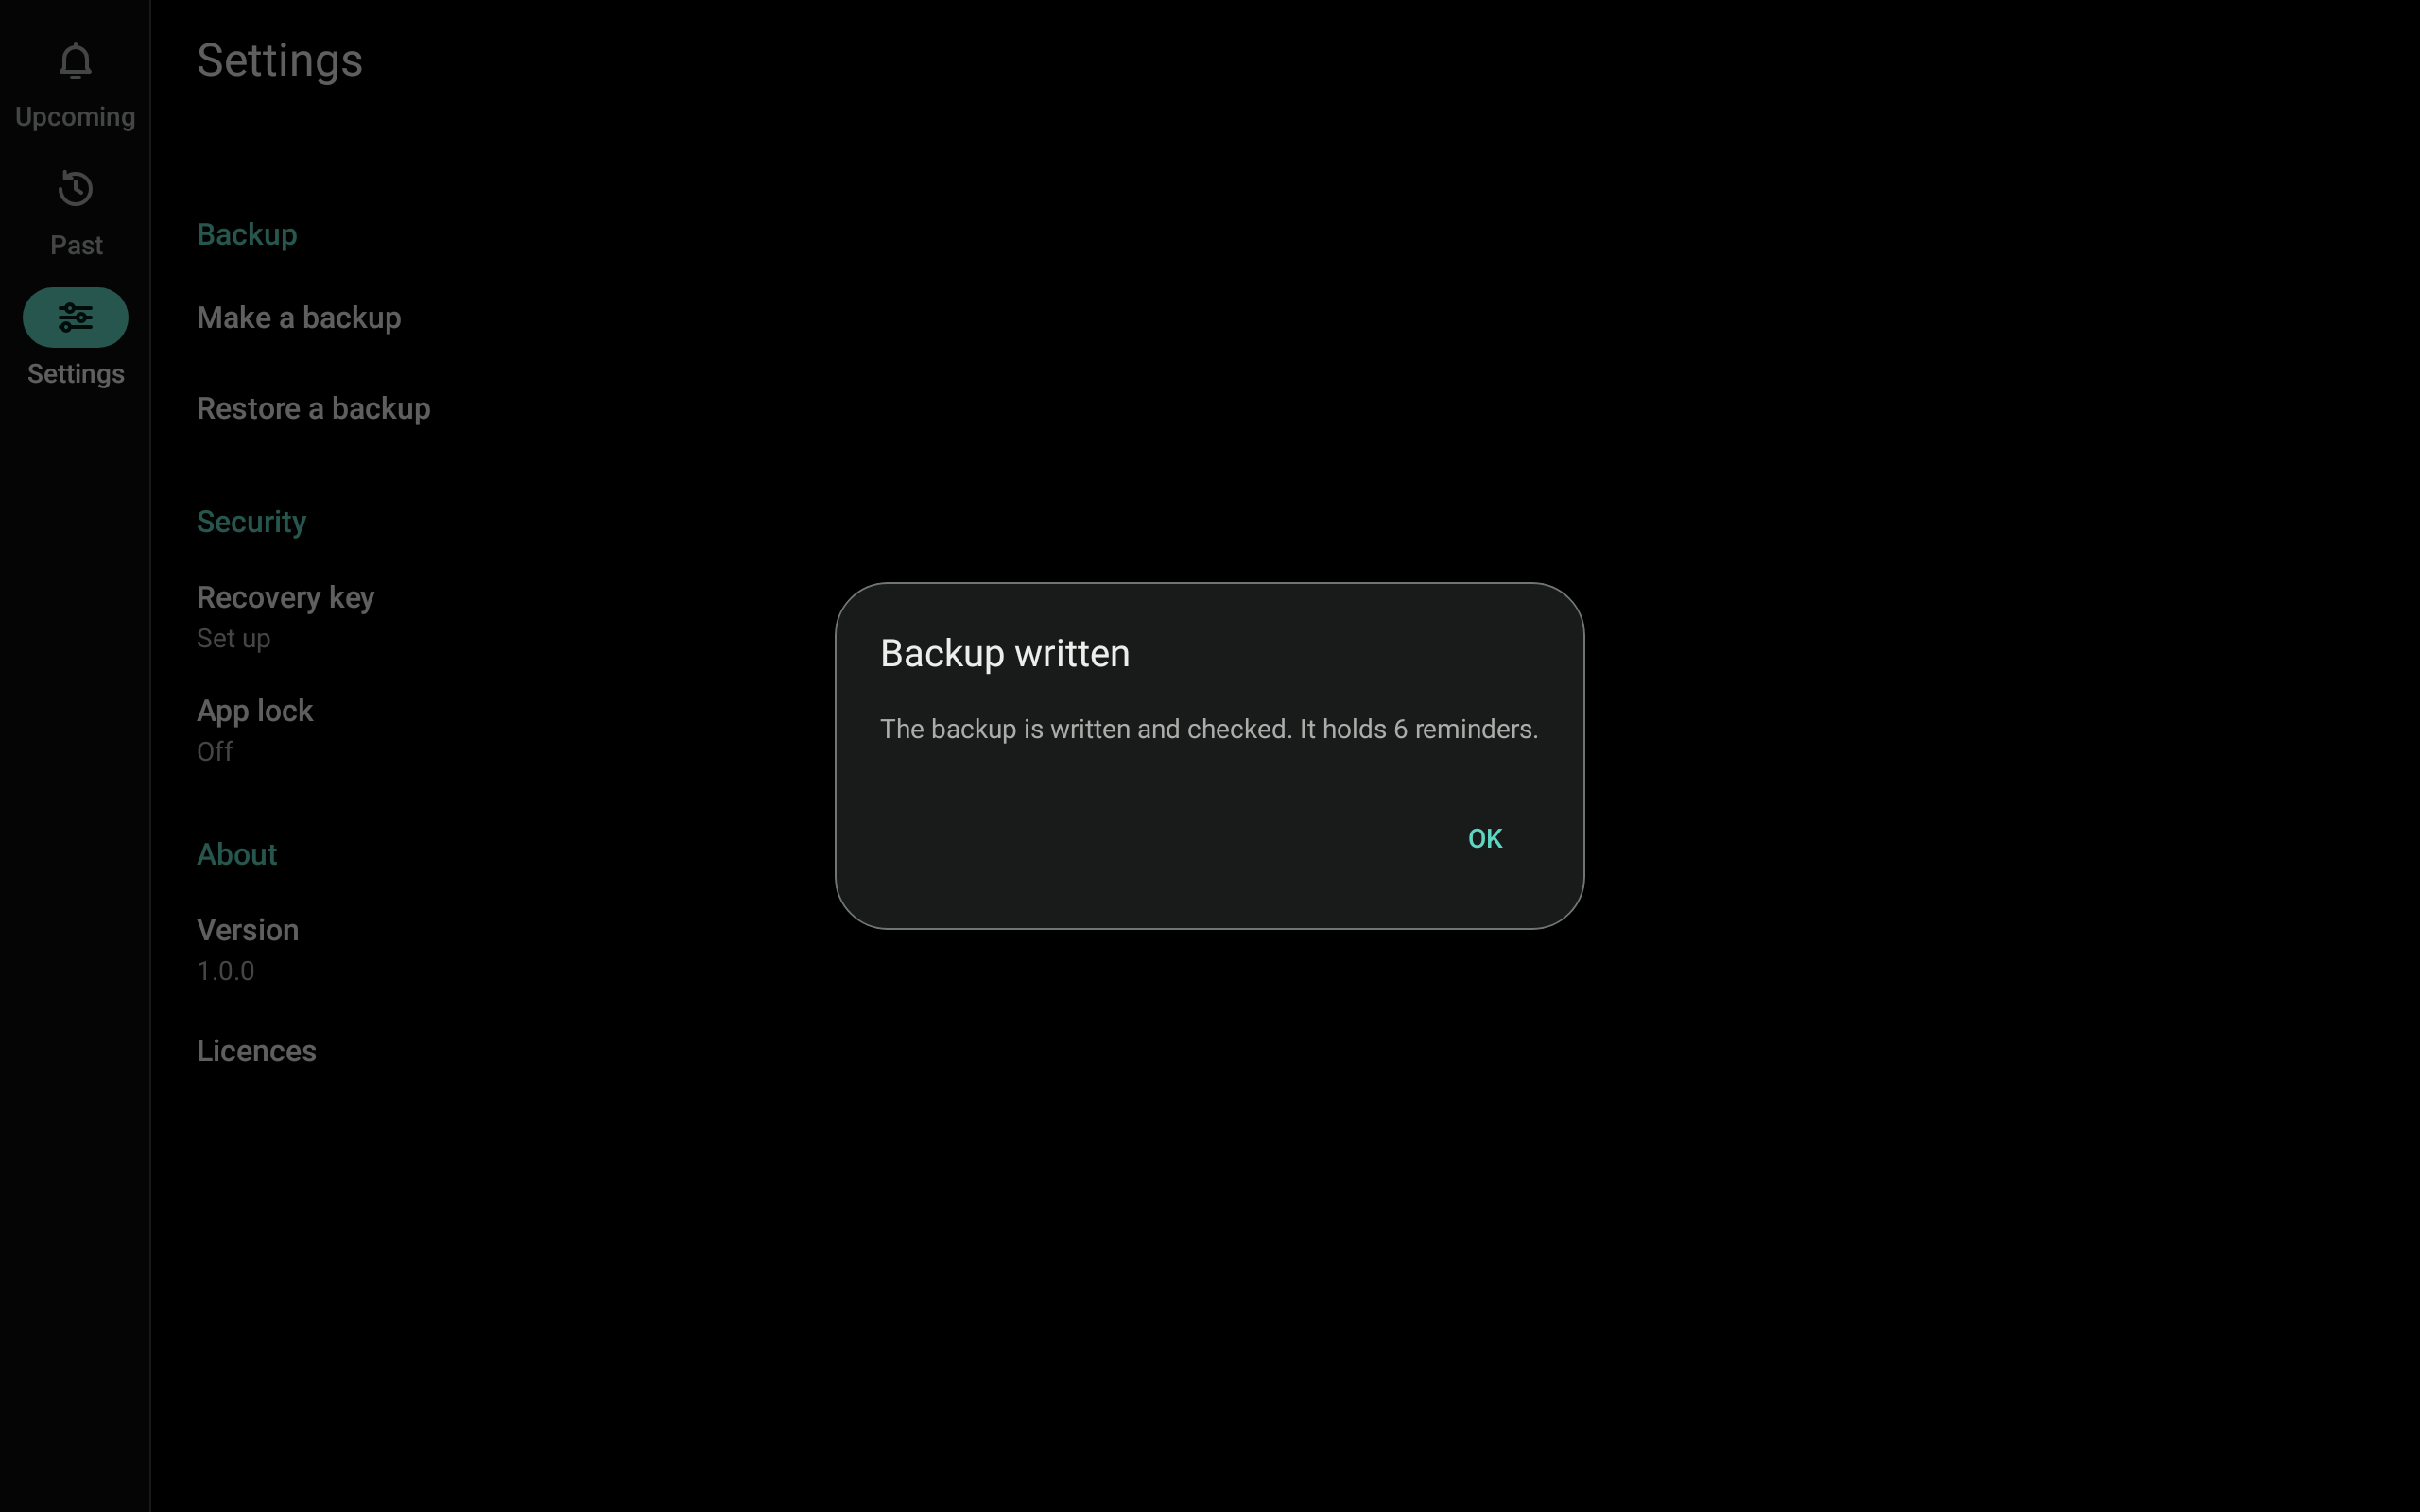 Settings
Upcoming
Past
Settings
Backup
Make a backup
Restore a backup
Security
Recovery key
Set up
App lock
Off
About
Version
1.0.0
Licences
Backup written
The backup is written and checked. It holds 6 reminders.
OK